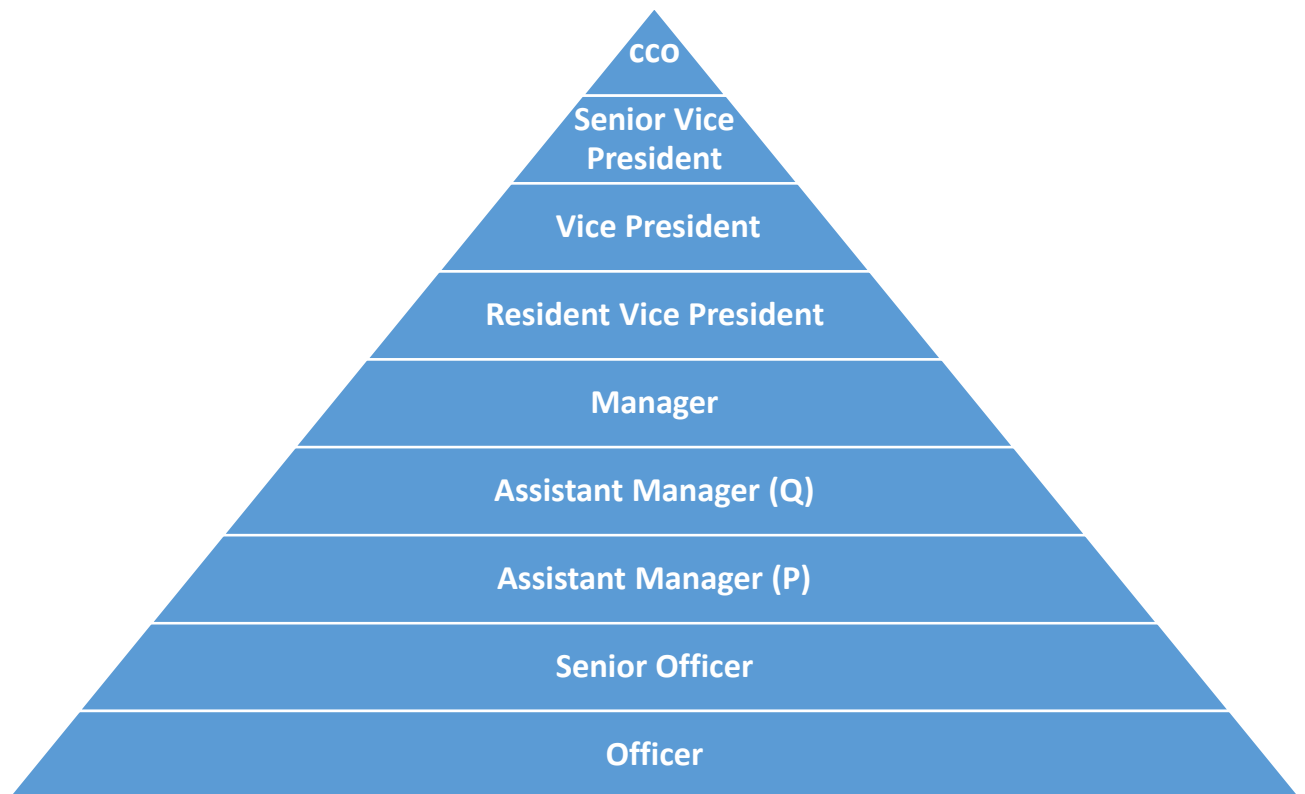 cco
Senior Vice
President
Vice President
Resident Vice President
Manager
Assistant Manager (Q)
Assistant Manager (P)
Senior Officer
Officer